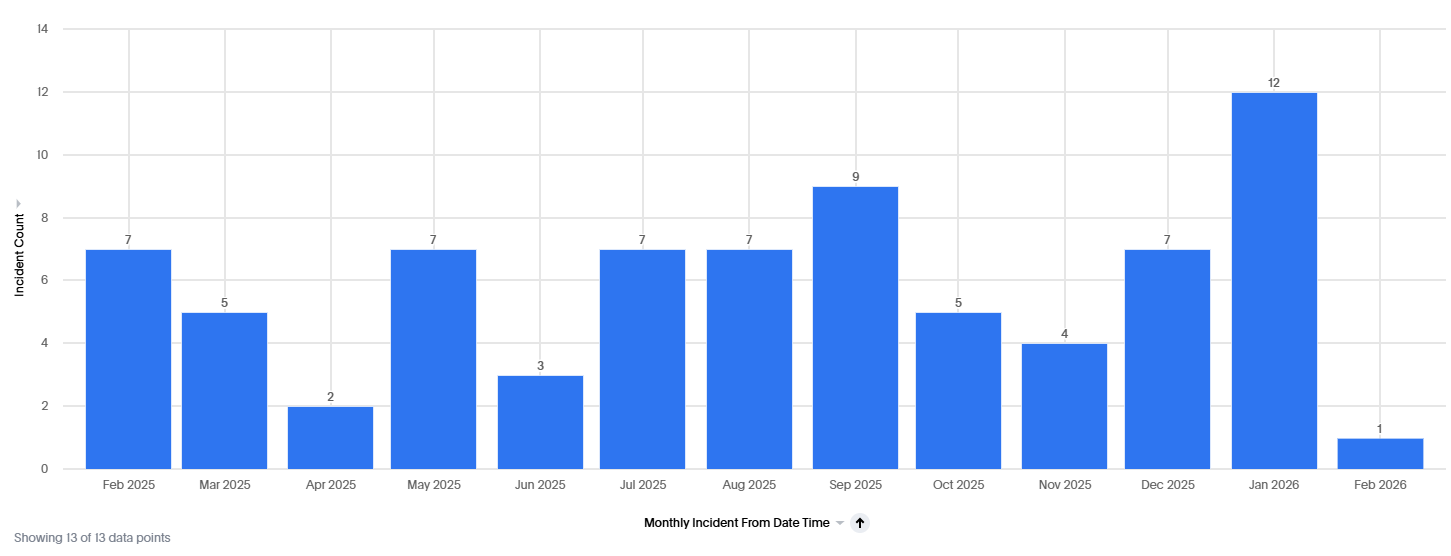 14
12
10
8
6
4
2
0
Incident Count
7
5
2
7
3
7
7
9
5
4
7
12
1
Feb 2025
Mar 2025
Apr 2025
May 2025
Jun 2025
Jul 2025
Aug 2025
Sep 2025
Oct 2025
Nov 2025
Dec 2025
Jan 2026
Feb 2026
Monthly Incident From Date Time
Showing 13 of 13 data points